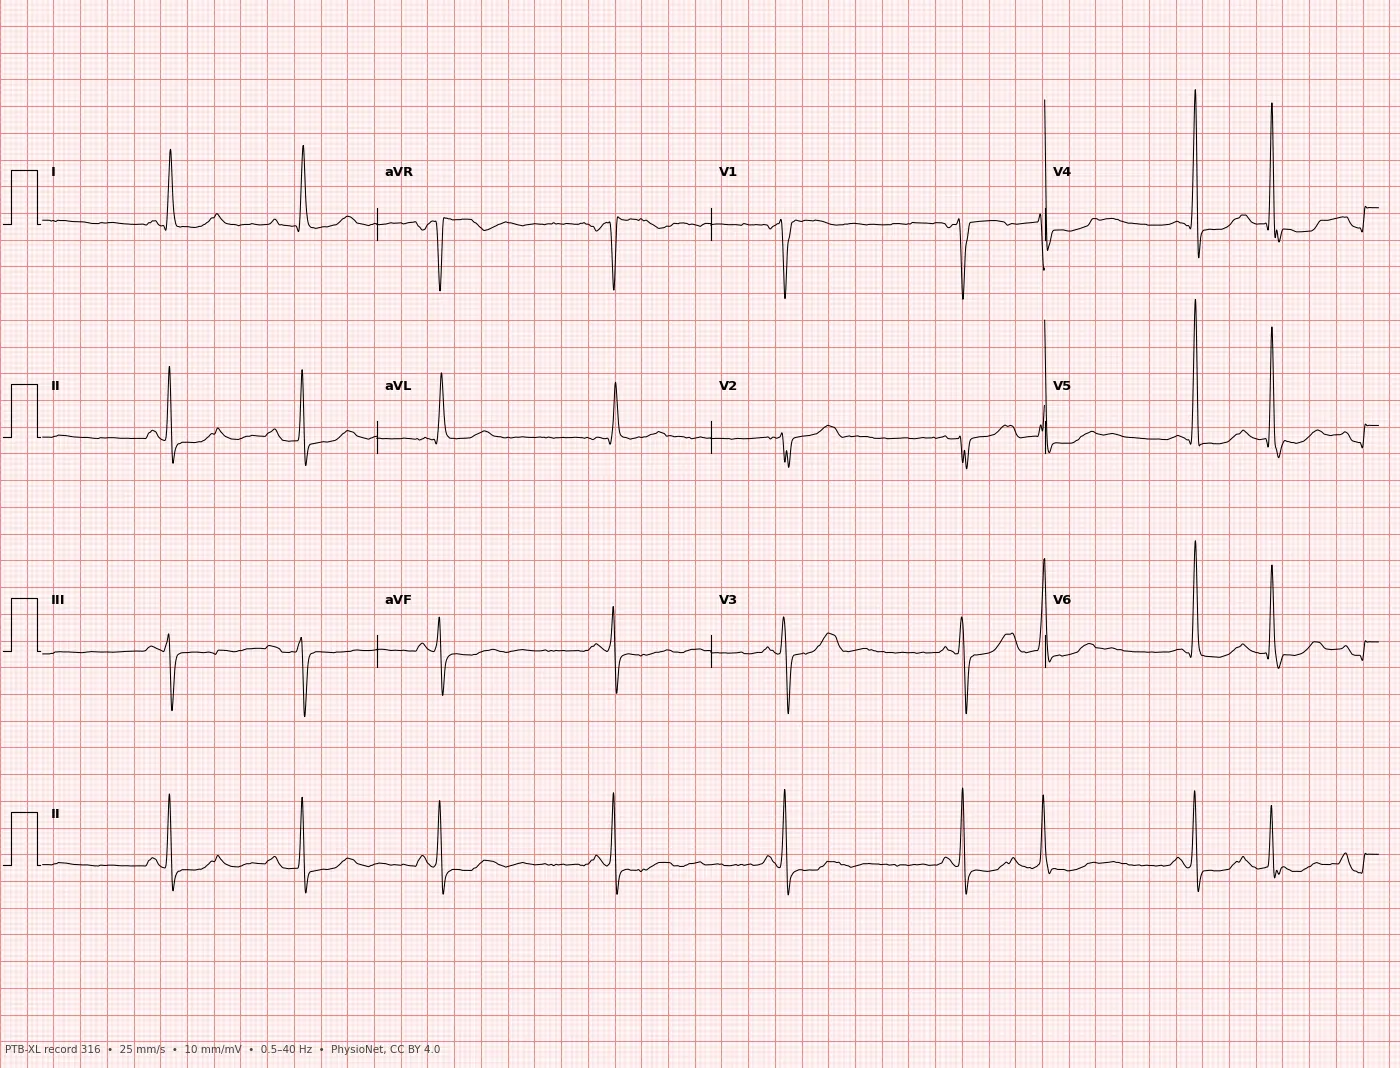 I aVR V1 V4
II aVL V2 V5
III aVF V3 V6
II
PTB-XL record 316 • 25 mm/s • 10 mm/mV • 0.5–40 Hz • PhysioNet, CC BY 4.0